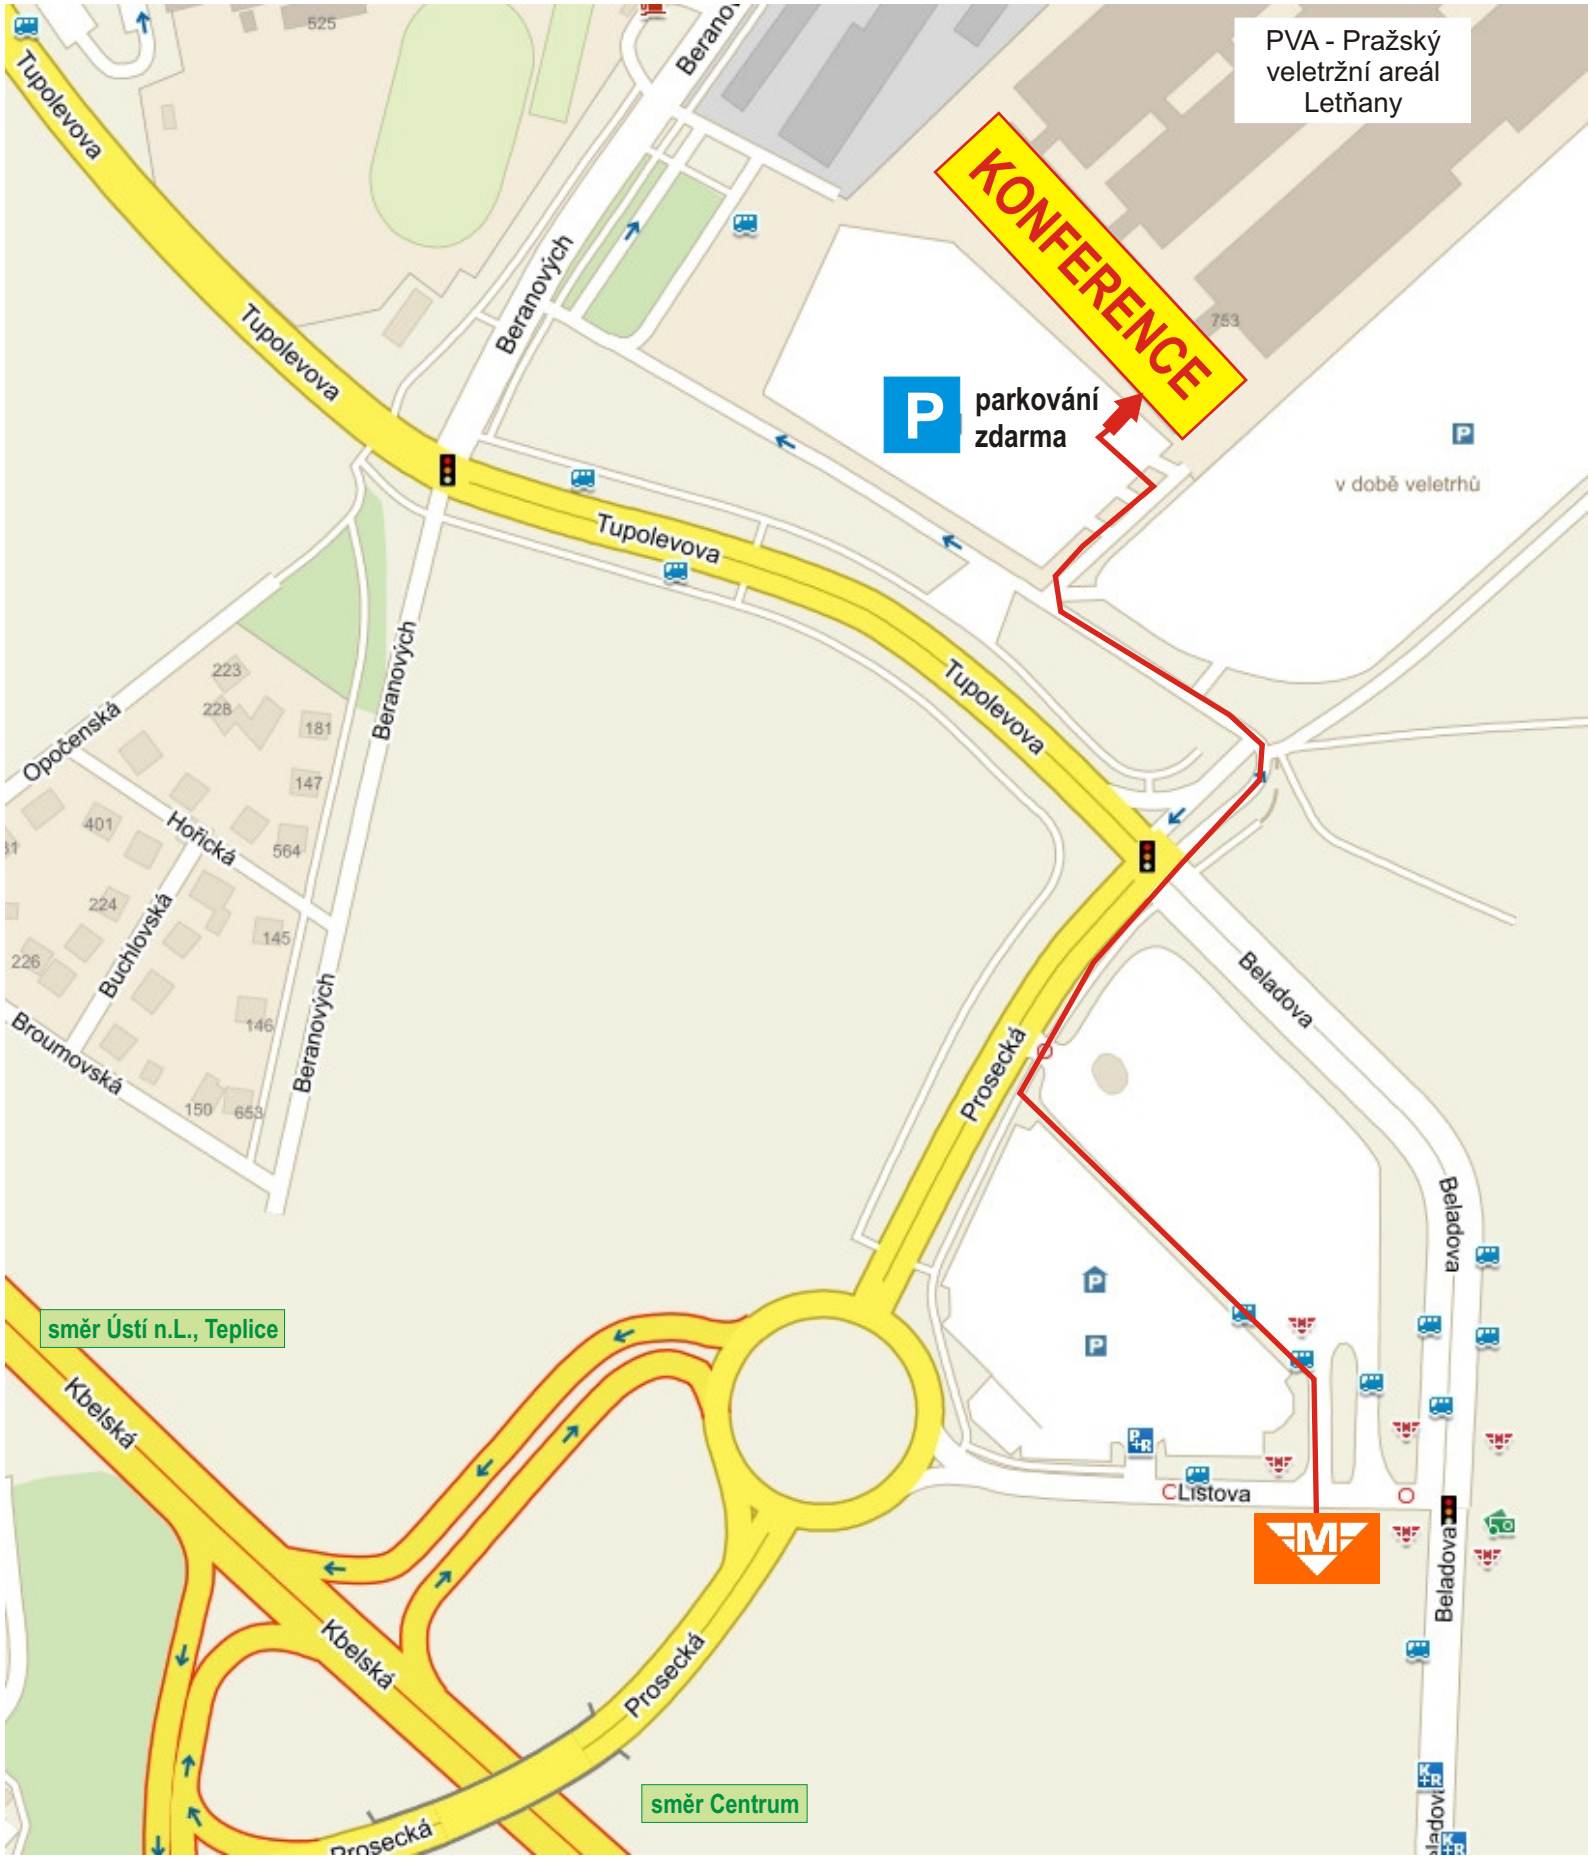 525
Beranových
PVA - Pražský
veletržní areál
Letňany
Tupolevova
KONFERENCE
753
Beranových
Tupolevova
P
parkování
zdarma
P
v době veletrhů
Tupolevova
223
228
181
Beranových
Opočenská
147
Tupolevova
401
Hořická
564
224
Buchlovská
145
226
Beladova
146
Beranových
Broumovská
150
653
Prosecká
Beladova
P
směr Ústí n.L., Teplice
P
Kbelská
P+R
CListova
M
Beladova
Kbelská
Prosecká
K+R
směr Centrum
Prosecká
K+R